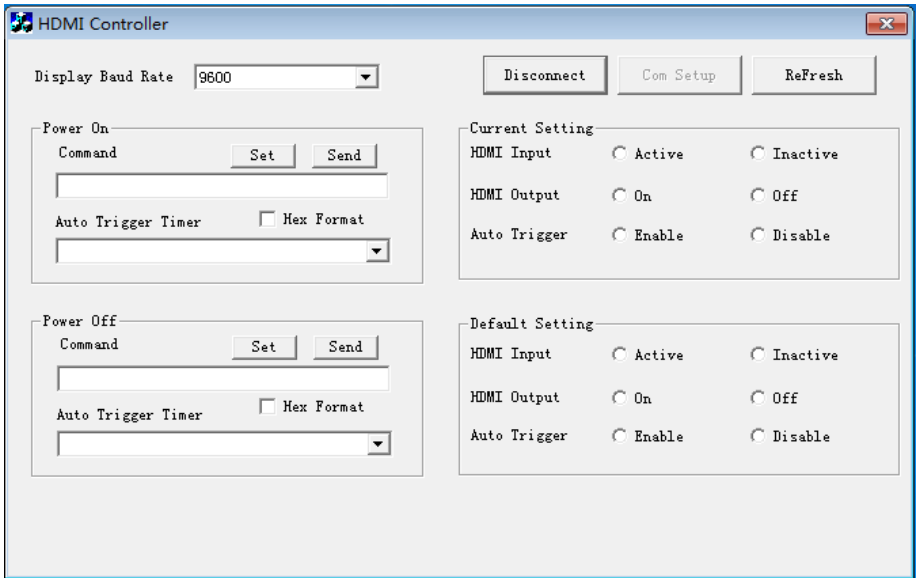 HDMI Controller
Display Baud Rate 9600 Disconnect Com Setup ReFresh
Power On
Command Set Send
Auto Trigger Timer Hex Format
Current Setting
HDMI Input Active Inactive
HDMI Output On Off
Auto Trigger Enable Disable
Power Off
Command Set Send
Auto Trigger Timer Hex Format
Default Setting
HDMI Input Active Inactive
HDMI Output On Off
Auto Trigger Enable Disable